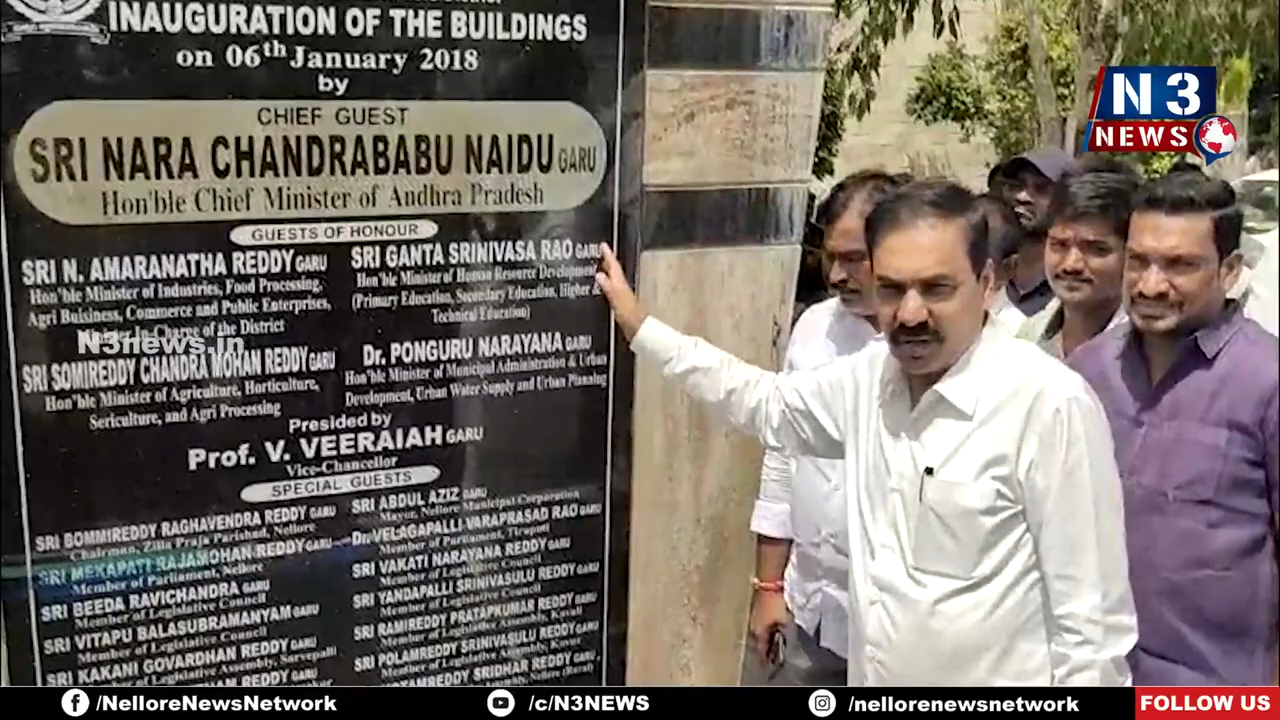 INAUGURATION OF THE BUILDINGS
on 06th January 2018
by
CHIEF GUEST
SRI NARA CHANDRABABU NAIDU GARU
Hon'ble Chief Minister of Andhra Pradesh
GUESTS OF HONOUR
SRI N. AMARANATHA REDDY GARU
Hon'ble Minister of Industries, Food Processing,
Agri Buisiness, Commerce and Public Enterprises,
Minister In-Charge of the District
SRI GANTA SRINIVASA RAO GARU
Hon'ble Minister of Human Resource Development
(Primary Education, Secondary Education, Higher &
Technical Education)
SRI SOMIREDDY CHANDRA MOHAN REDDY GARU
Hon"ble Minister of Agriculture, Horticulture,
Sericulture, and Agri Processing
Dr. PONGURU NARAYANA GARU
Hon'ble Minister of Municipal Administration & Urban
Development, Urban Water Supply and Urban Planing
Presided by
Prof. V. VEERAIAH GARU
Vice-Chancellor
SPECIAL GUESTS
SRI BOMMIREDDY RAGHAVENDRA REDDY GARU
Chairman, Zilla Praja Parishad, Nellore
SRI MEKAPATI RAJAMOHAN REDDY GARU
Member of Parliament, Nellore
SRI BEEDA RAVICHANDRA GARU
Member of Legislative Council
SRI VITAPU BALASUBRAMANYAM GARU
Member of Legislative Council
SRI KAKANI GOVARDHAN REDDY GARU
Member of Legislative Assembly, Sarvepalli
SRI ABDUL AZIZ GARU
Mayor, Nellore Municipal Corporation
Dr. VELAGAPALLI VARAPRASAD RAO GARU
Member of Parliament, Tirupati
SRI VAKATI NARAYANA REDDY GARU
Member of Legislative Council
SRI YANDAPALLI SRINIVASULU REDDY GARU
Member of Legislative Council
SRI RAMIREDDY PRATAPKUMAR REDDY GARU
Member of Legislative Assembly, Kavali
SRI POLAMREDDY SRINIVASULU REDDY GARU
Member of Legislative Assembly,
SRIDHAR REDDY GARU
N3news.in
N3
NEWS
/NelloreNewsNetwork
/c/N3NEWS
/nellorenewsnetwork
FOLLOW US